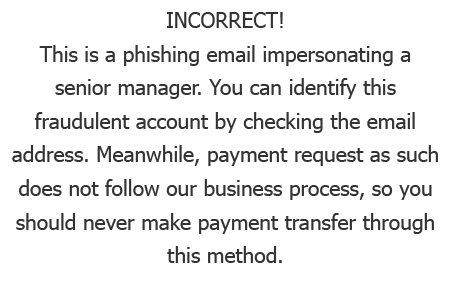 INCORRECT!
This is a phishing email impersonating a
senior manager. You can identify this
fraudulent account by checking the email
address. Meanwhile, payment request as such
does not follow our business process, so you
should never make payment transfer through
this method.